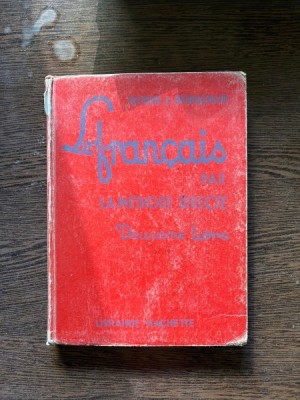 Le français
PAR
LA MÉTHODE DIRECTE
Deuxième Livre
LIBRAIRIE HACHETTE